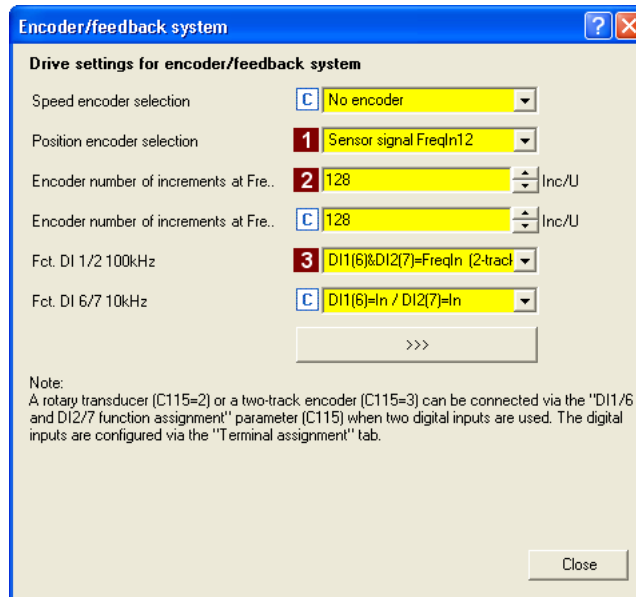 Encoder/feedback system
Drive settings for encoder/feedback system
Speed encoder selection C No encoder
Position encoder selection 1 Sensor signal FreqIn12
Encoder number of increments at Fre.. 2 128 Inc/U
Encoder number of increments at Fre.. C 128 Inc/U
Fct. DI 1/2 100kHz 3 DI1(6)&DI2(7)=FreqIn (2-track
Fct. DI 6/7 10kHz C DI1(6)=In / DI2(7)=In
>>>
Note:
A rotary transducer (C115=2) or a two-track encoder (C115=3) can be connected via the "DI1/6
and DI2/7 function assignment" parameter (C115) when two digital inputs are used. The digital
inputs are configured via the "Terminal assignment" tab.
Close